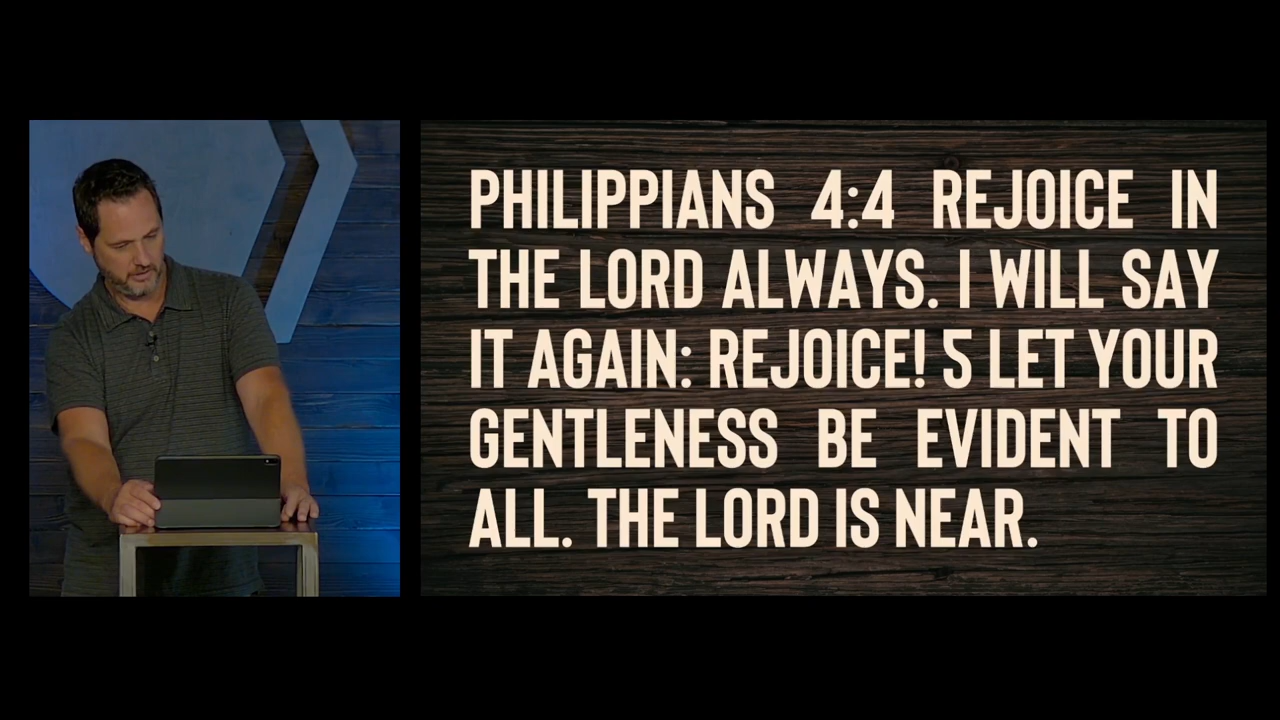 PHILIPPIANS 4:4 REJOICE IN
THE LORD ALWAYS. I WILL SAY
IT AGAIN: REJOICE! 5 LET YOUR
GENTLENESS BE EVIDENT TO
ALL. THE LORD IS NEAR.